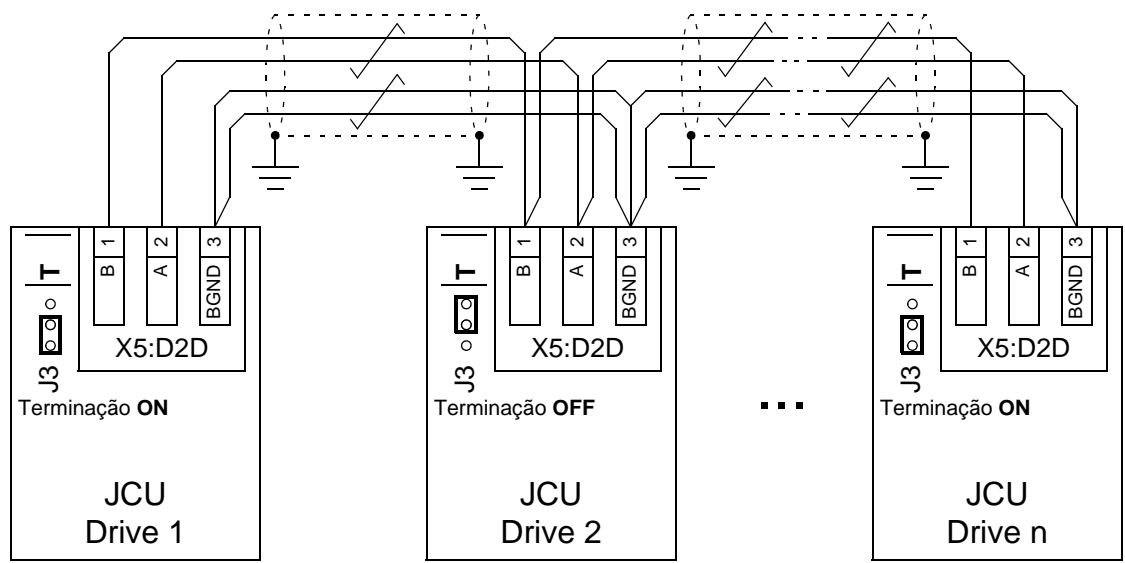 1 2 3
B A BGND
T
X5:D2D
J3
Terminação ON
JCU
Drive 1
1 2 3
B A BGND
T
X5:D2D
J3
Terminação OFF
JCU
Drive 2
...
1 2 3
B A BGND
T
X5:D2D
J3
Terminação ON
JCU
Drive n